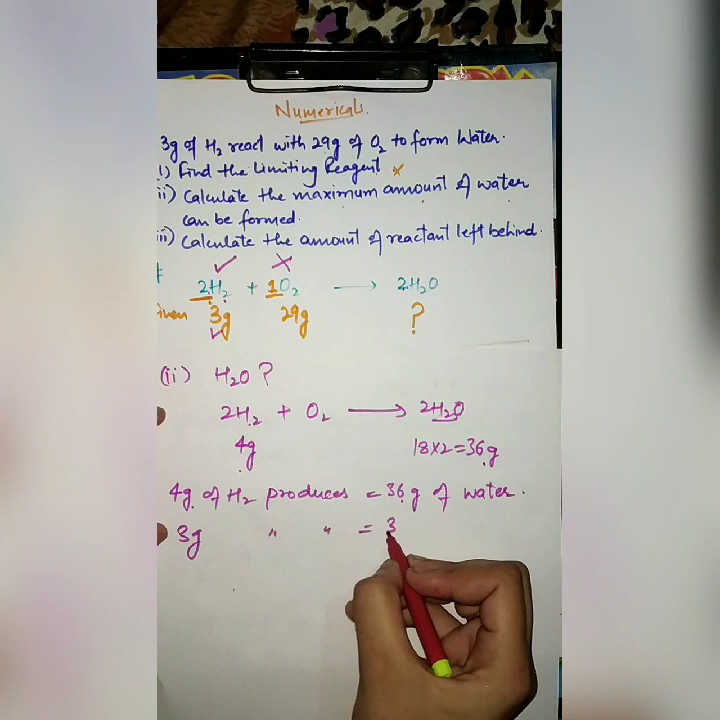 Numericals.
3g of H2 react with 29g of O2 to form Water.
i) Find the Limiting Reagent ×
ii) Calculate the maximum amount of water
can be formed.
iii) Calculate the amount of reactant left behind.
✓ ×
2H2 + 1O2 → 2H2O
3g 29g ?
✓
(ii) H2O ?
2H2 + O2 → 2H2O
4g 18×2=36g
4g of H2 produces = 36g of water.
3g " " = 3